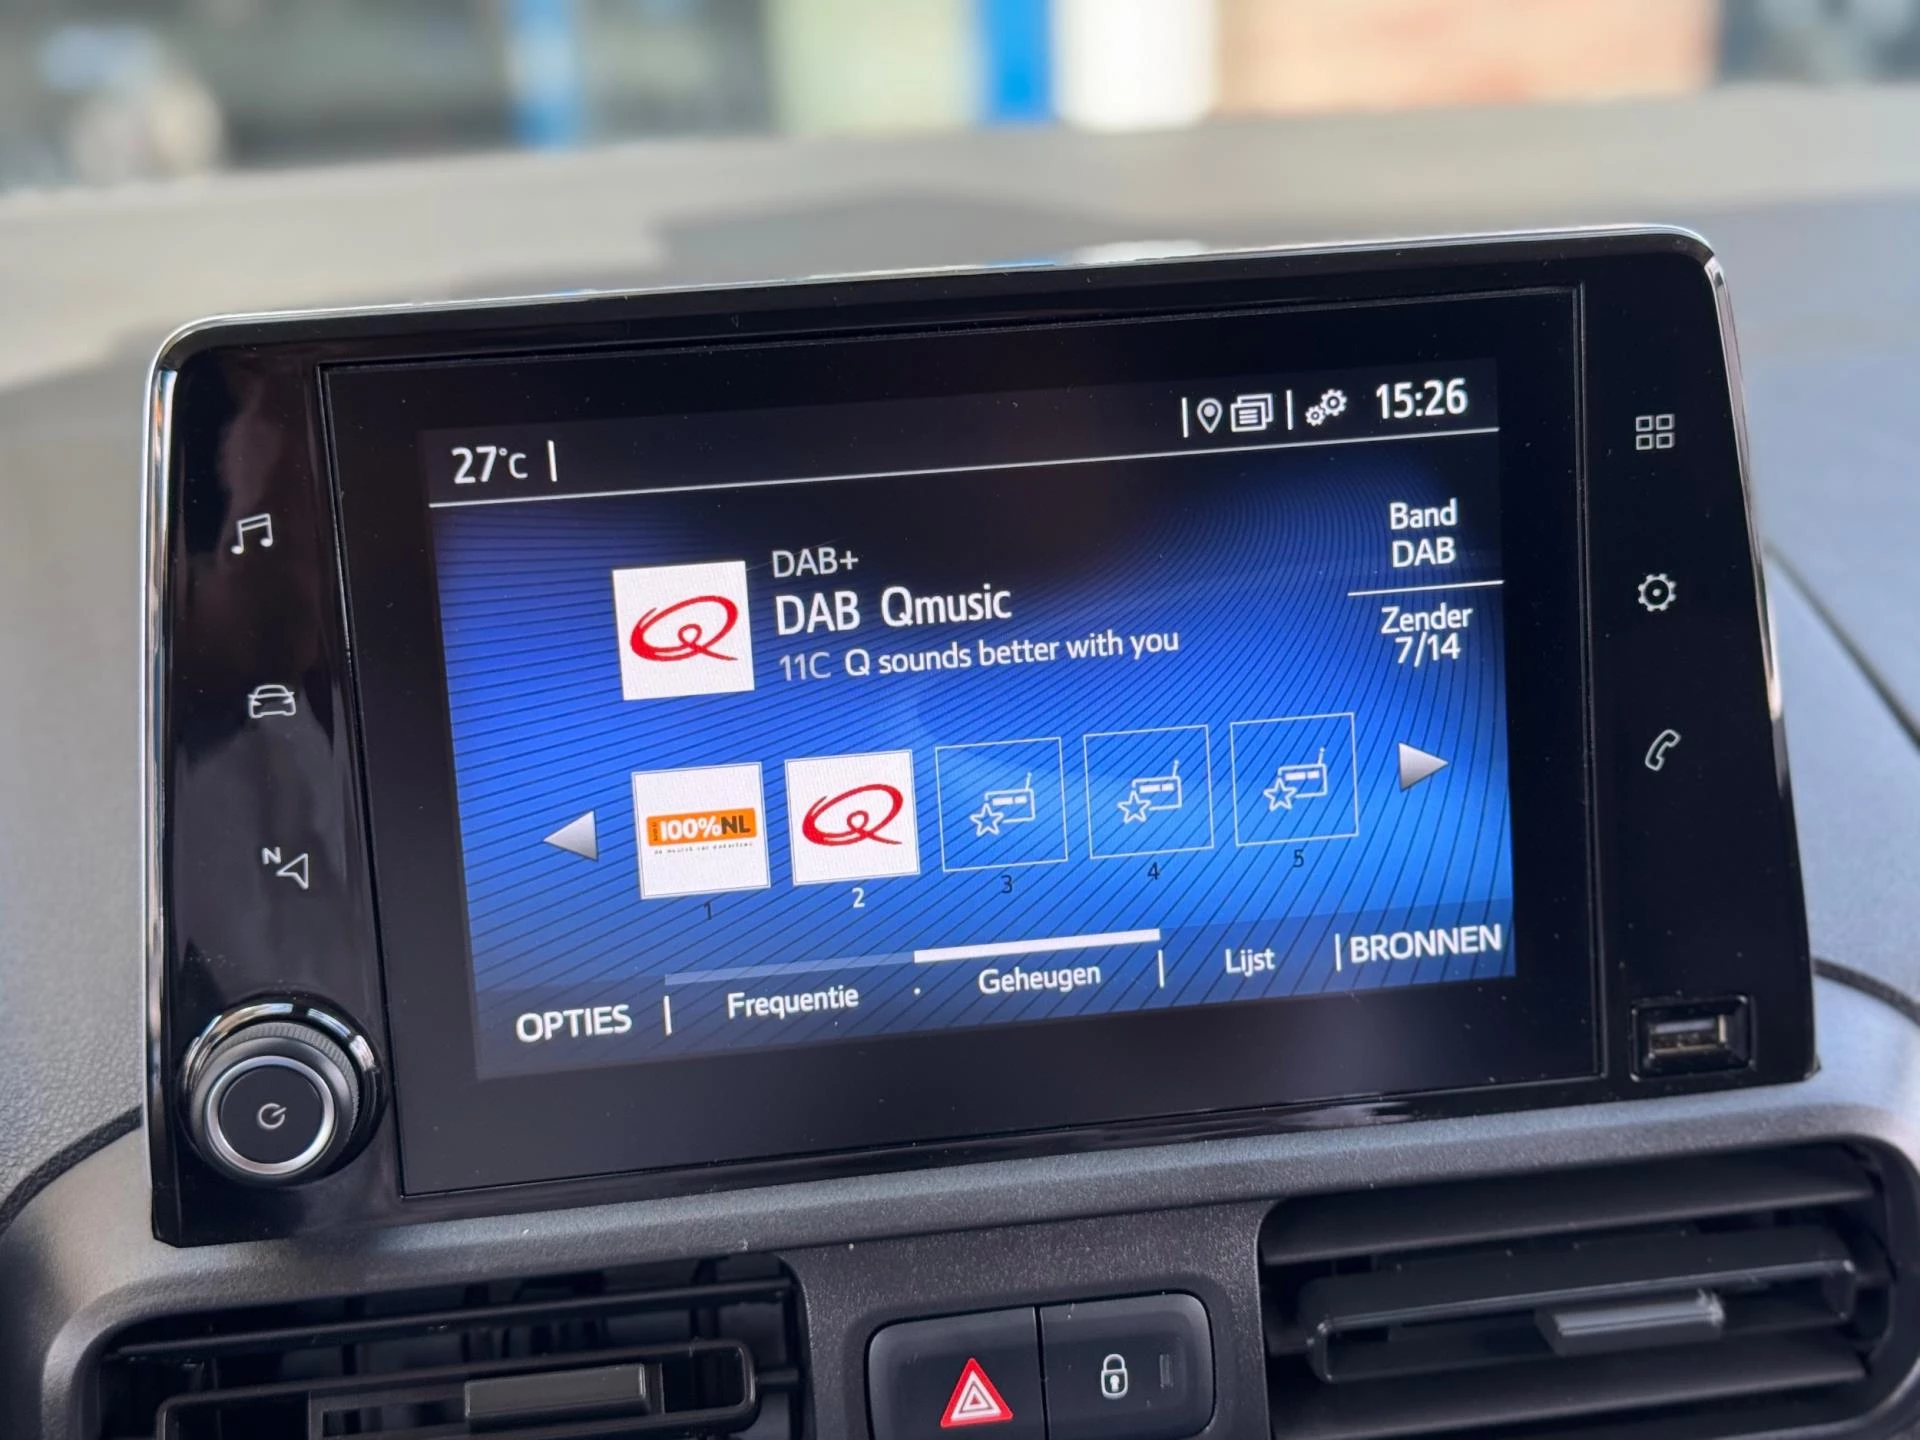 27°C
15:26
DAB+
DAB Qmusic
11C Q sounds better with you
Band
DAB
Zender
7/14
Q
100%NL
Q
1
2
3
4
5
OPTIES
Frequentie
Geheugen
Lijst
BRONNEN
N